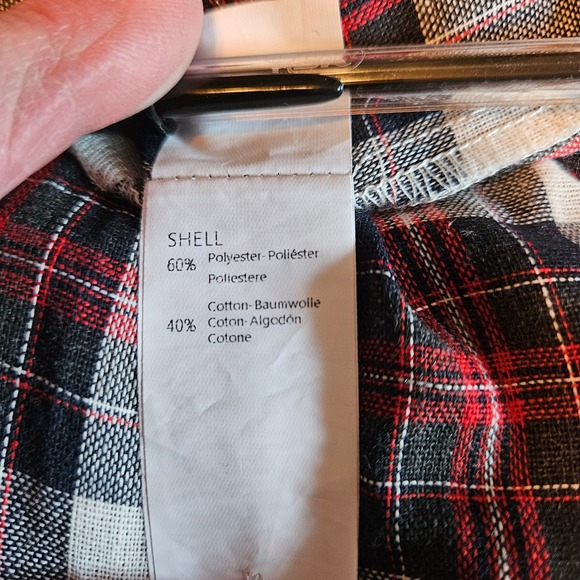 SHELL
60% Polyester-Poliéster
Poliestere
Cotton-Baumwolle
40% Coton-Algodón
Cotone